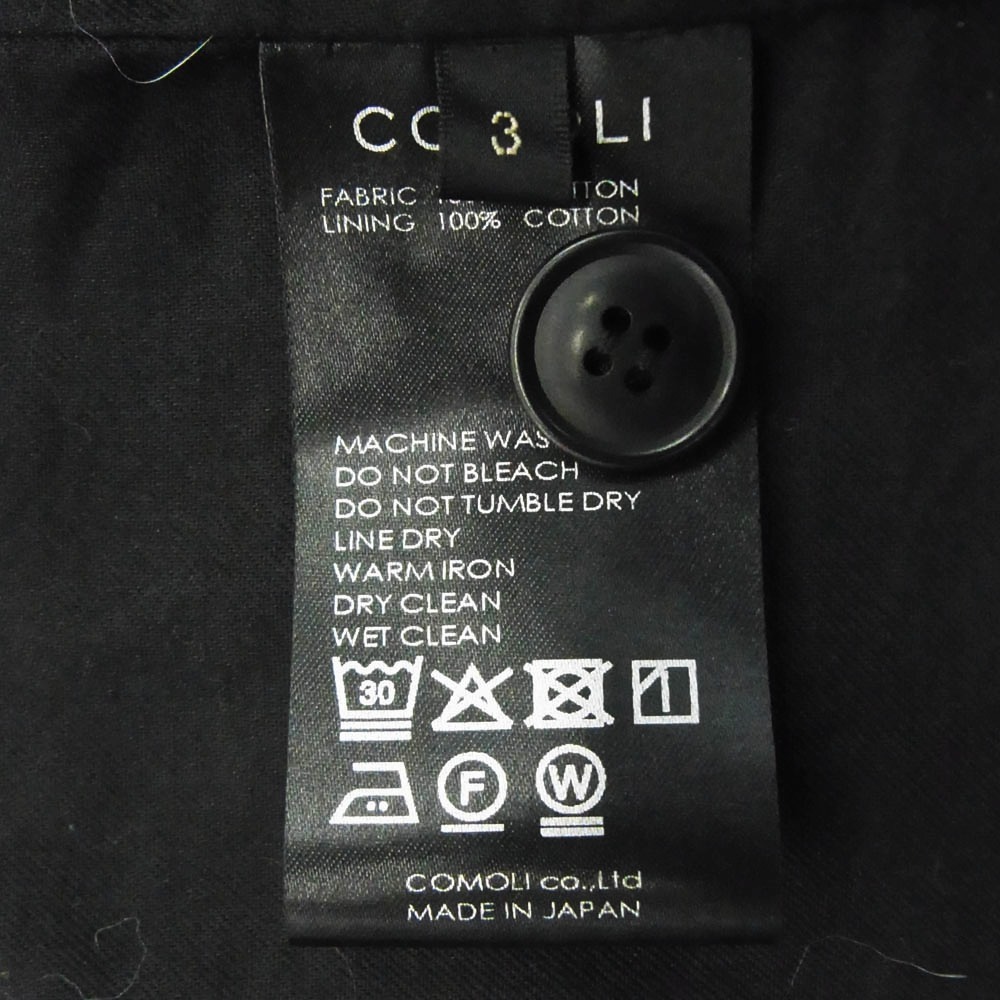 CO 3 LI
FABRIC TTON
LINING 100% COTTON
MACHINE WAS
DO NOT BLEACH
DO NOT TUMBLE DRY
LINE DRY
WARM IRON
DRY CLEAN
WET CLEAN
30
F W
COMOLI co.,Ltd
MADE IN JAPAN